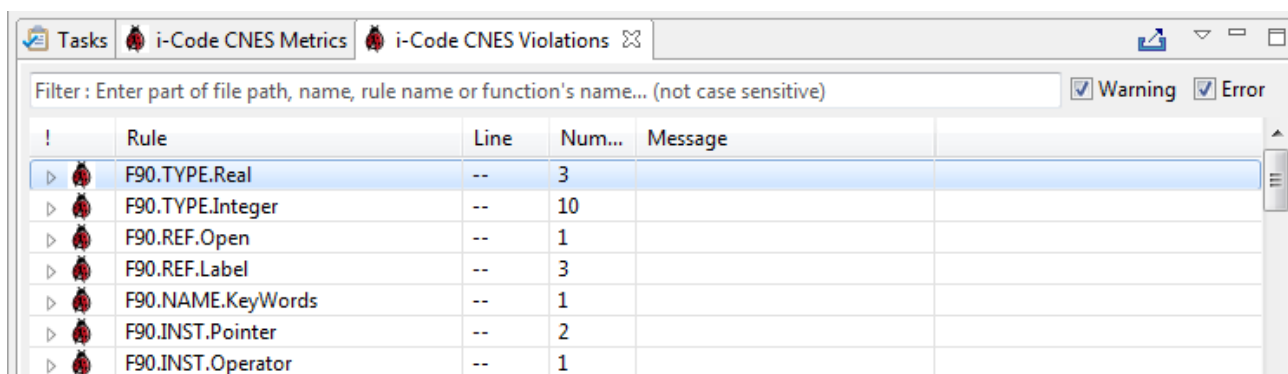 Tasks i-Code CNES Metrics i-Code CNES Violations
Filter : Enter part of file path, name, rule name or function's name... (not case sensitive) Warning Error
! Rule Line Num... Message
F90.TYPE.Real -- 3
F90.TYPE.Integer -- 10
F90.REF.Open -- 1
F90.REF.Label -- 3
F90.NAME.KeyWords -- 1
F90.INST.Pointer -- 2
F90.INST.Operator -- 1